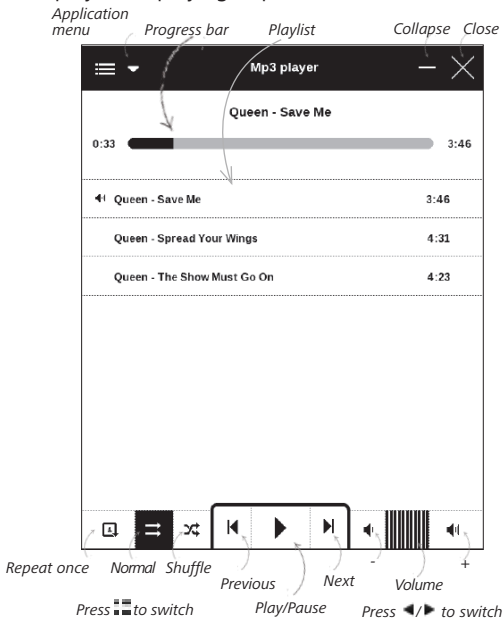 Application
menu
Progress bar
Playlist
Collapse Close
Mp3 player
Queen - Save Me
0:33 3:46
Queen - Save Me 3:46
Queen - Spread Your Wings 4:31
Queen - The Show Must Go On 4:23
Repeat once Normal Shuffle
Previous
Play/Pause
Next
-
Volume
+
Press to switch
Press ◀/▶ to switch